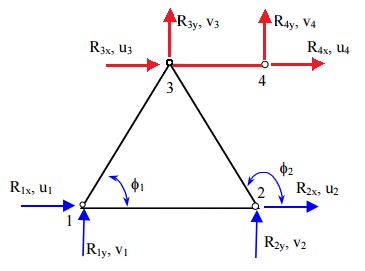 R3y, v3
R4y, v4
R3x, u3
R4x, u4
3
4
ϕ1
ϕ2
R1x, u1
2
R2x, u2
1
R1y, v1
R2y, v2